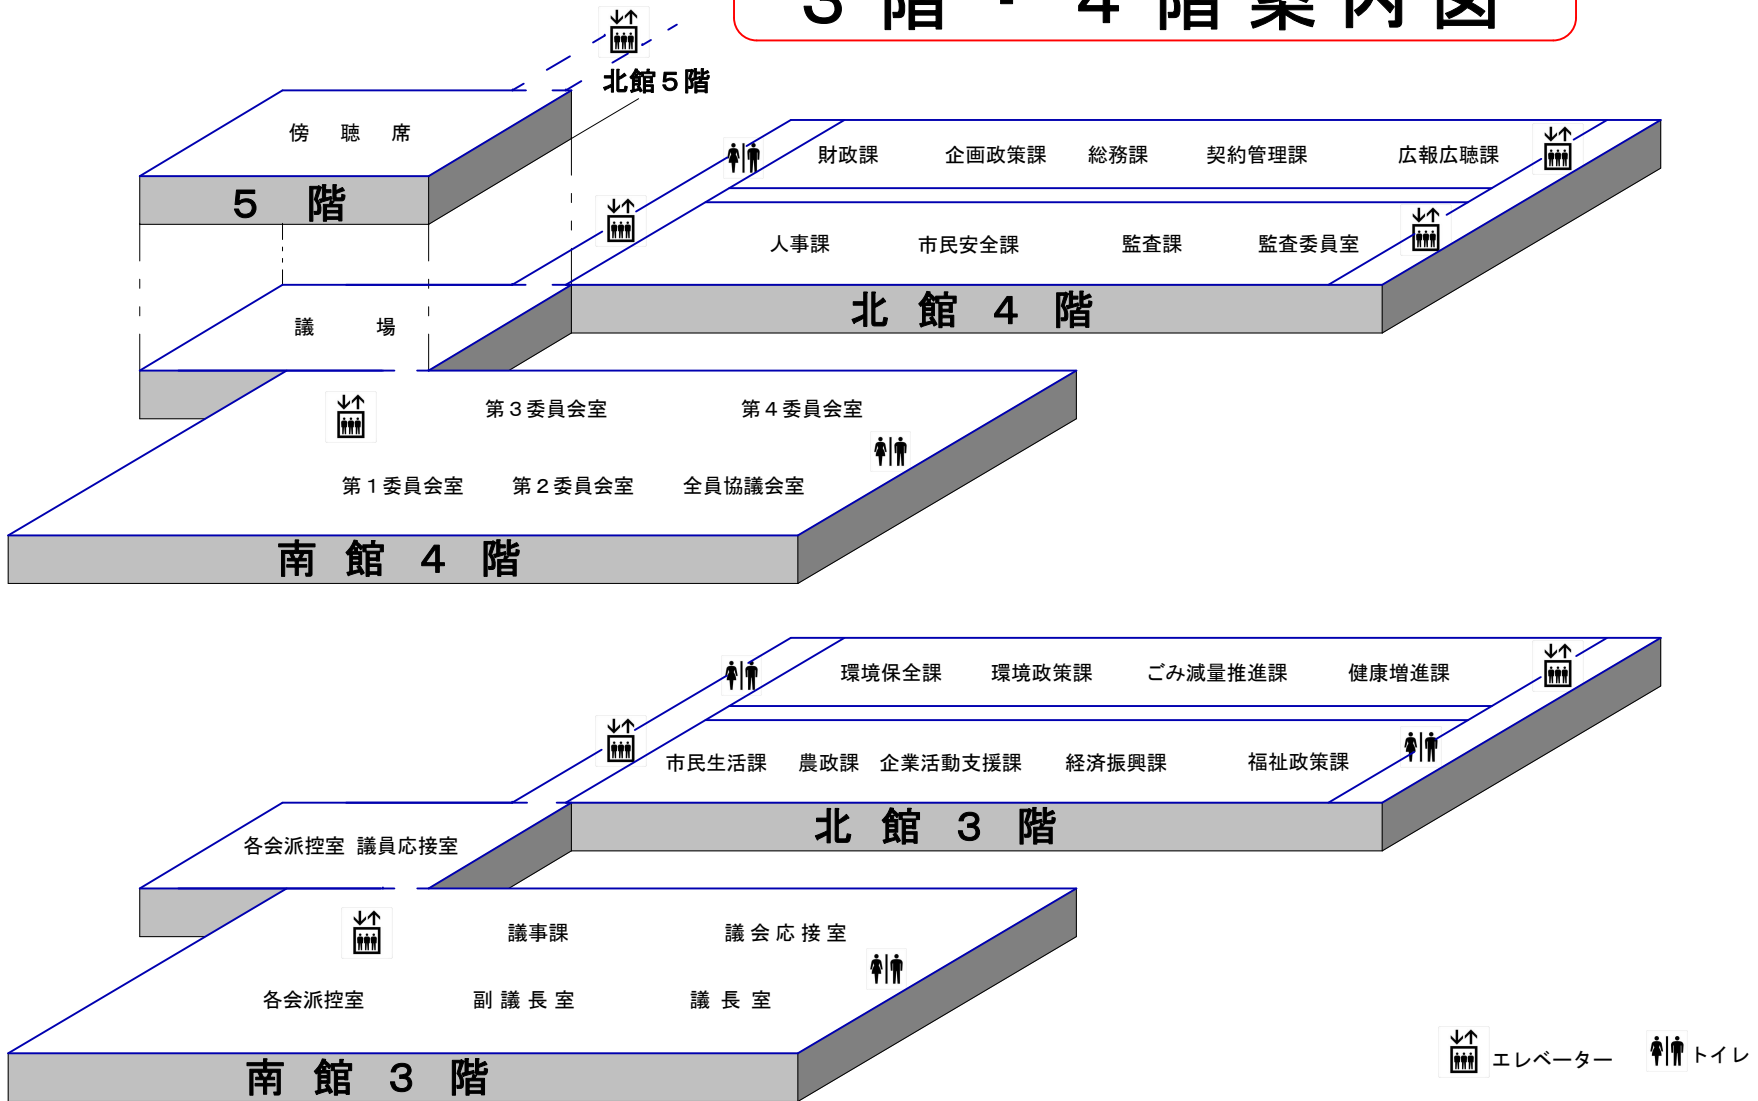 ３階・４階案内図
北館５階
傍聴席
５階
財政課 企画政策課 総務課 契約管理課 広報広聴課
人事課 市民安全課 監査課 監査委員室
北館４階
議場
第３委員会室 第４委員会室
第１委員会室 第２委員会室 全員協議会室
南館４階
環境保全課 環境政策課 ごみ減量推進課 健康増進課
市民生活課 農政課 企業活動支援課 経済振興課 福祉政策課
北館３階
各会派控室 議員応接室
議事課 議会応接室
各会派控室 副議長室 議長室
南館３階
エレベーター トイレ